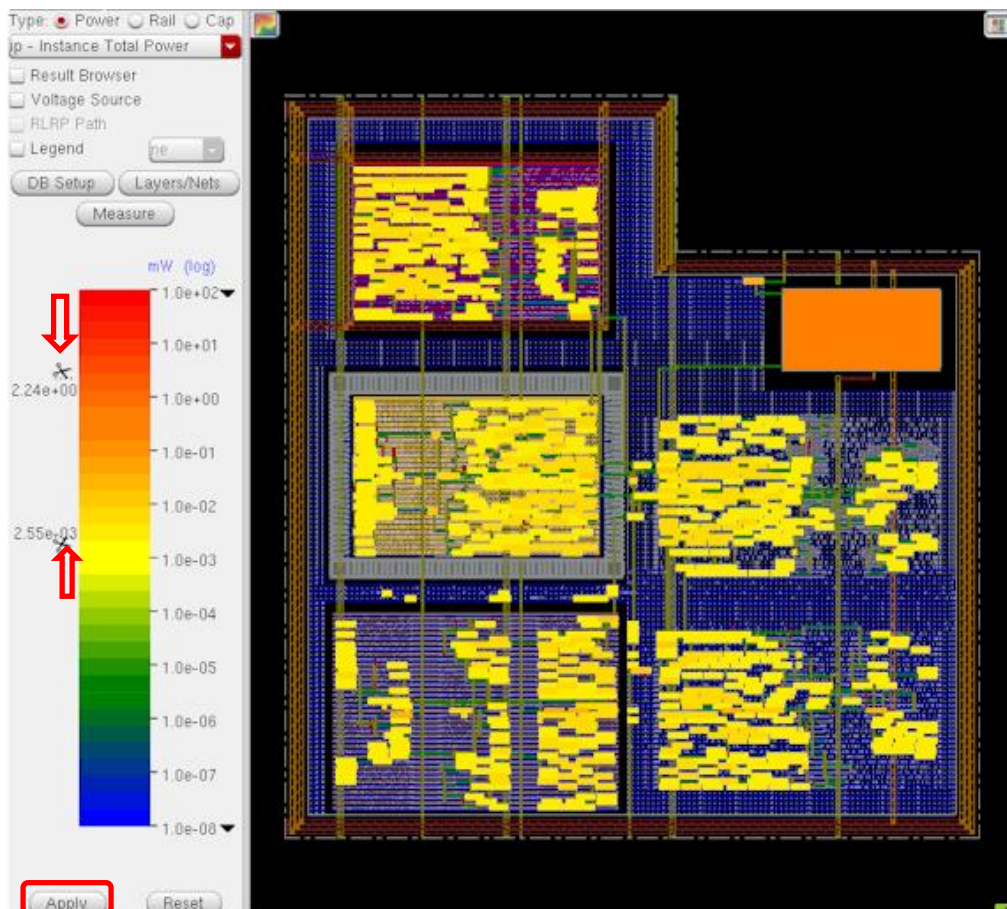 Type: Power Rail Cap
ip - Instance Total Power
Result Browser
Voltage Source
RLRP Path
Legend
DB Setup Layers/Nets
Measure
mW (log)
1.0e+02
1.0e+01
2.24e+00
1.0e+00
1.0e-01
1.0e-02
2.55e-03
1.0e-03
1.0e-04
1.0e-05
1.0e-06
1.0e-07
1.0e-08
Apply Reset